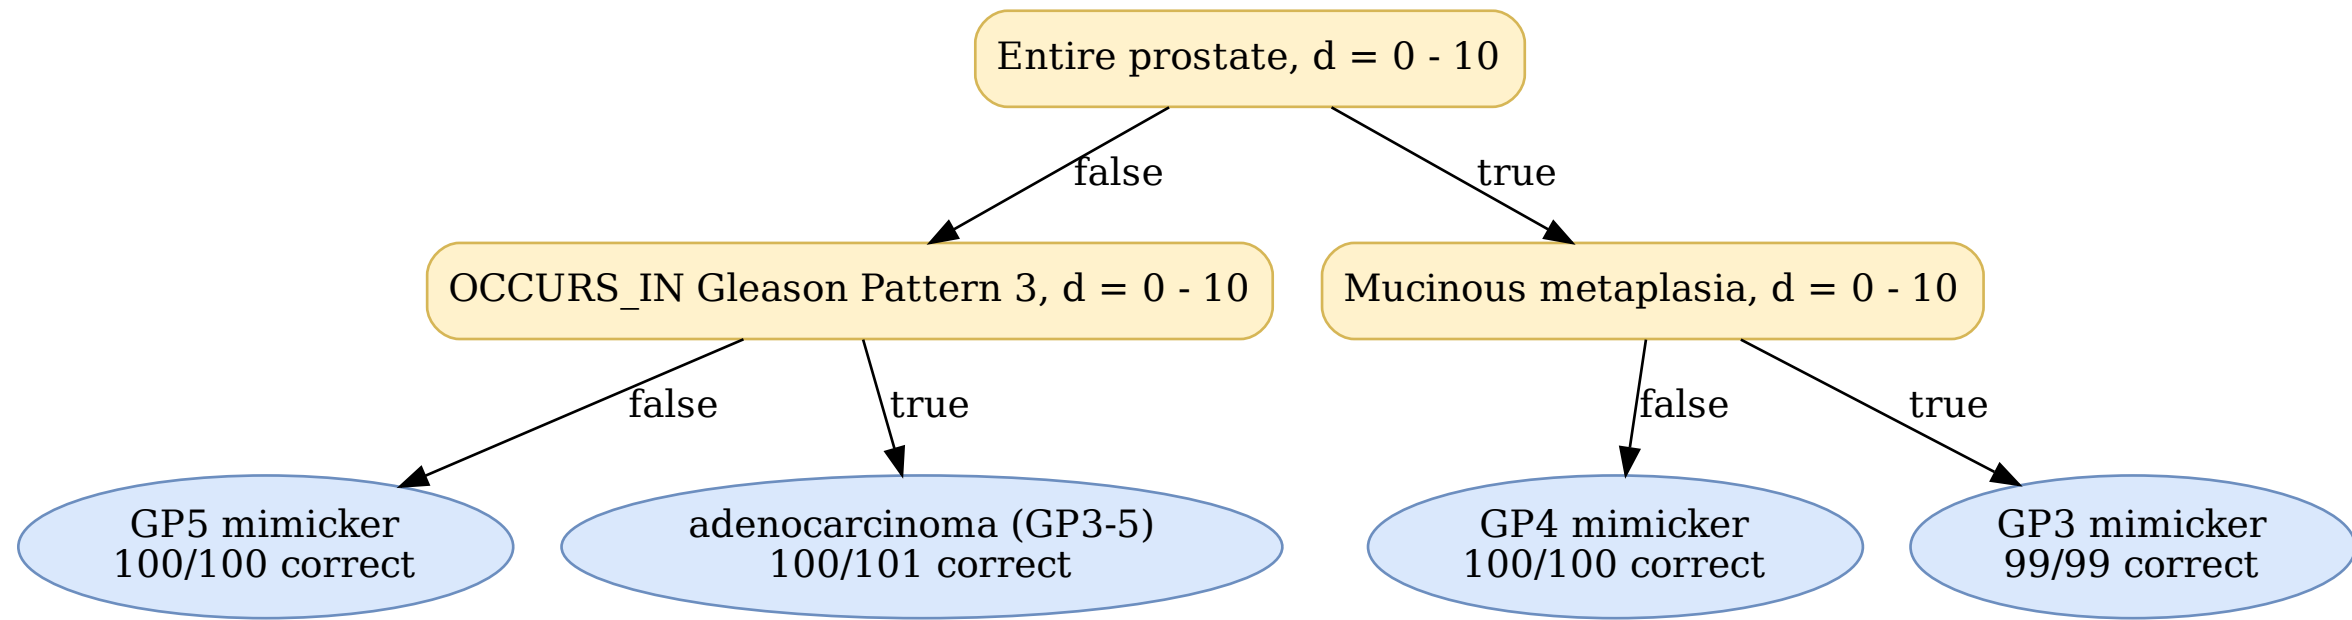 Entire prostate, d = 0 - 10
false
true
OCCURS_IN Gleason Pattern 3, d = 0 - 10
Mucinous metaplasia, d = 0 - 10
false
true
false
true
GP5 mimicker
100/100 correct
adenocarcinoma (GP3-5)
100/101 correct
GP4 mimicker
100/100 correct
GP3 mimicker
99/99 correct